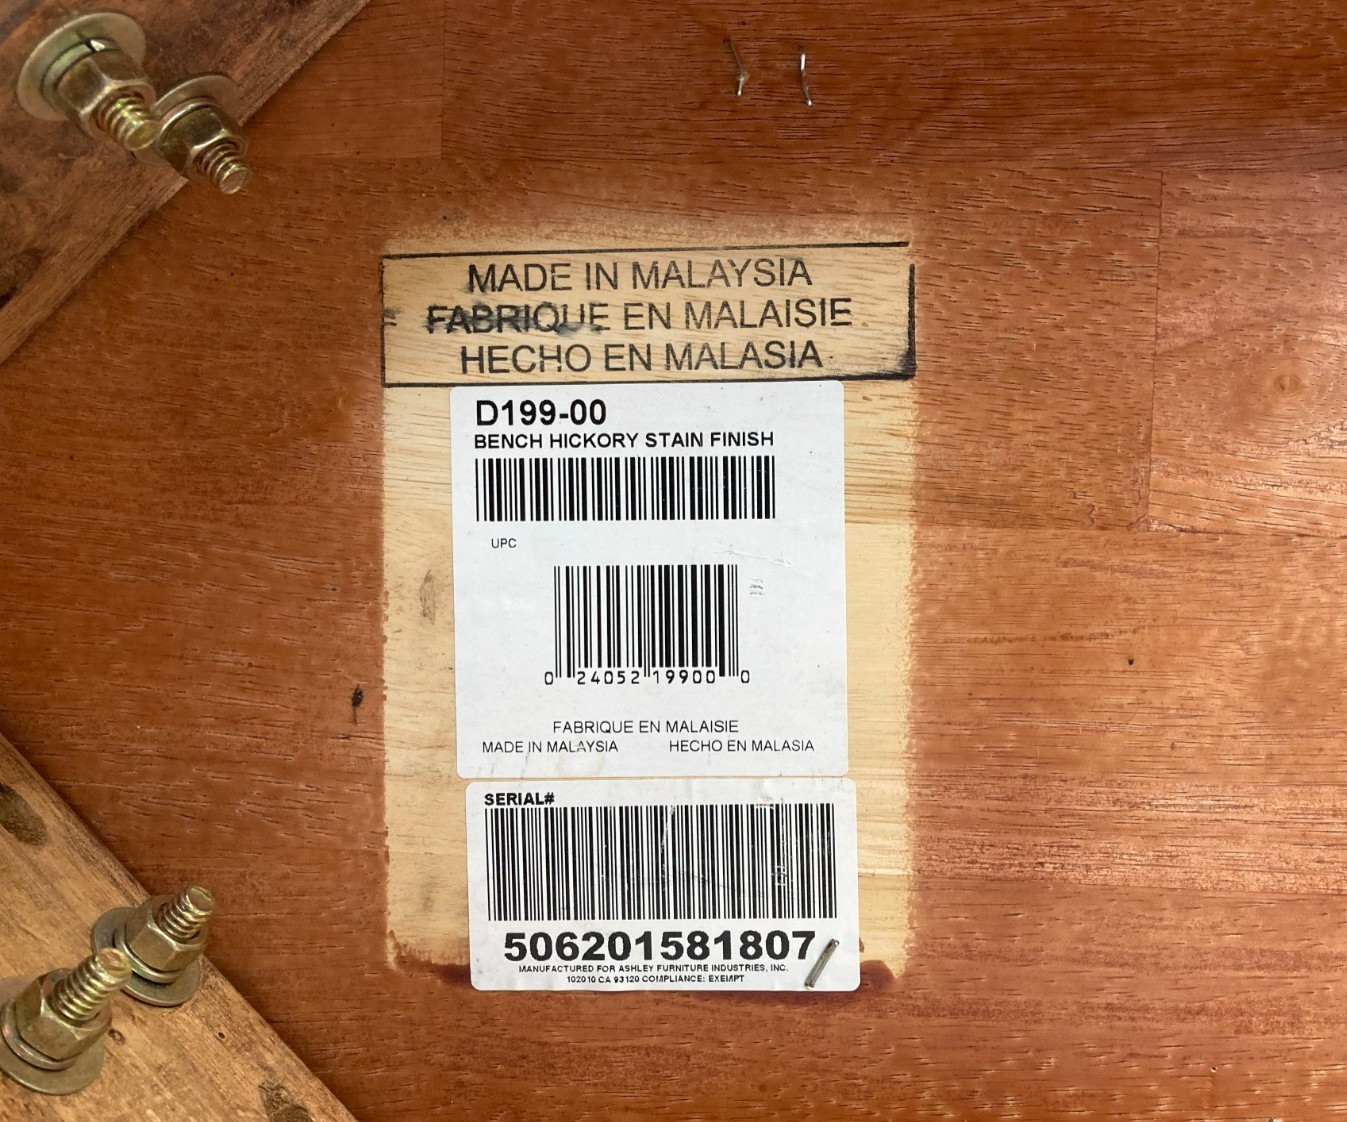 MADE IN MALAYSIA
FABRIQUE EN MALAISIE
HECHO EN MALASIA
D199-00
BENCH HICKORY STAIN FINISH
UPC
0 24052 19900 0
FABRIQUE EN MALAISIE
MADE IN MALAYSIA HECHO EN MALASIA
SERIAL#
506201581807
MANUFACTURED FOR ASHLEY FURNITURE INDUSTRIES, INC.
102010 CA 93120 COMPLIANCE: EXEMPT